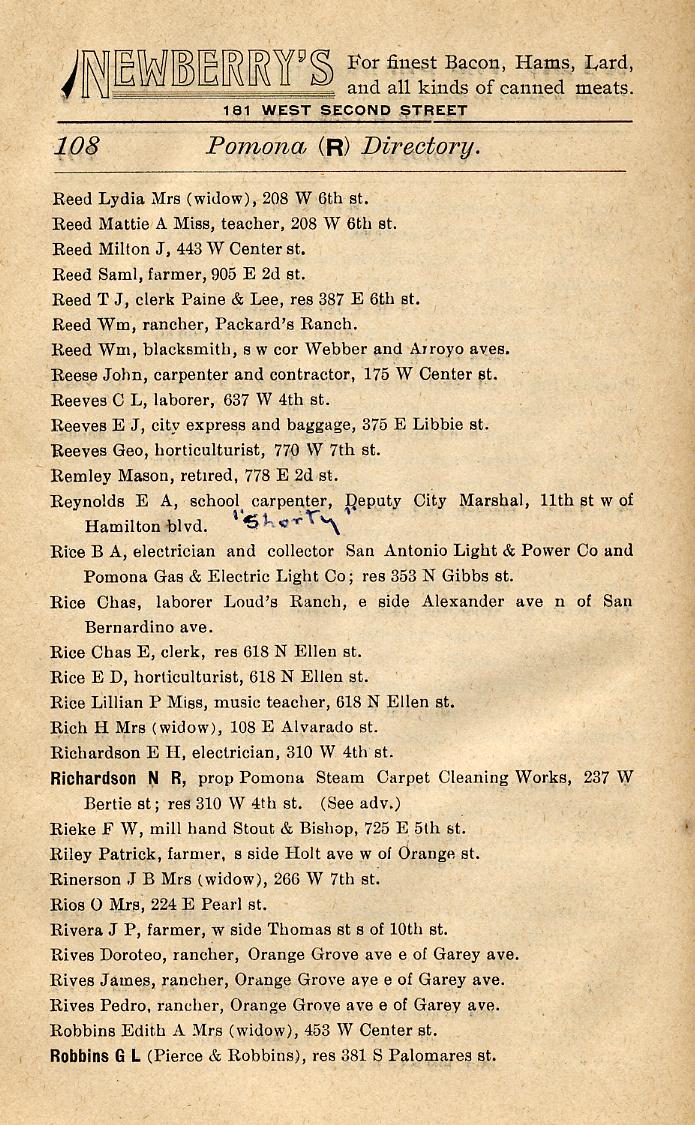 NEWBERRY'S For finest Bacon, Hams, Lard,
and all kinds of canned meats.
181 WEST SECOND STREET
108 Pomona (R) Directory.
Reed Lydia Mrs (widow), 208 W 6th st.
Reed Mattie A Miss, teacher, 208 W 6th st.
Reed Milton J, 443 W Center st.
Reed Saml, farmer, 905 E 2d st.
Reed T J, clerk Paine & Lee, res 387 E 6th st.
Reed Wm, rancher, Packard's Ranch.
Reed Wm, blacksmith, s w cor Webber and Arroyo aves.
Reese John, carpenter and contractor, 175 W Center st.
Reeves C L, laborer, 637 W 4th st.
Reeves E J, city express and baggage, 375 E Libbie st.
Reeves Geo, horticulturist, 770 W 7th st.
Remley Mason, retired, 778 E 2d st.
Reynolds E A, school carpenter, Deputy City Marshal, 11th st w of
Hamilton blvd. "Shorty"
Rice B A, electrician and collector San Antonio Light & Power Co and
Pomona Gas & Electric Light Co; res 353 N Gibbs st.
Rice Chas, laborer Loud's Ranch, e side Alexander ave n of San
Bernardino ave.
Rice Chas E, clerk, res 618 N Ellen st.
Rice E D, horticulturist, 618 N Ellen st.
Rice Lillian P Miss, music teacher, 618 N Ellen st.
Rich H Mrs (widow), 108 E Alvarado st.
Richardson E H, electrician, 310 W 4th st.
Richardson N R, prop Pomona Steam Carpet Cleaning Works, 237 W
Bertie st; res 310 W 4th st. (See adv.)
Rieke F W, mill hand Stout & Bishop, 725 E 5th st.
Riley Patrick, farmer, s side Holt ave w of Orange st.
Rinerson J B Mrs (widow), 266 W 7th st.
Rios O Mrs, 224 E Pearl st.
Rivera J P, farmer, w side Thomas st s of 10th st.
Rives Doroteo, rancher, Orange Grove ave e of Garey ave.
Rives James, rancher, Orange Grove ave e of Garey ave.
Rives Pedro, rancher, Orange Grove ave e of Garey ave.
Robbins Edith A Mrs (widow), 453 W Center st.
Robbins G L (Pierce & Robbins), res 381 S Palomares st.